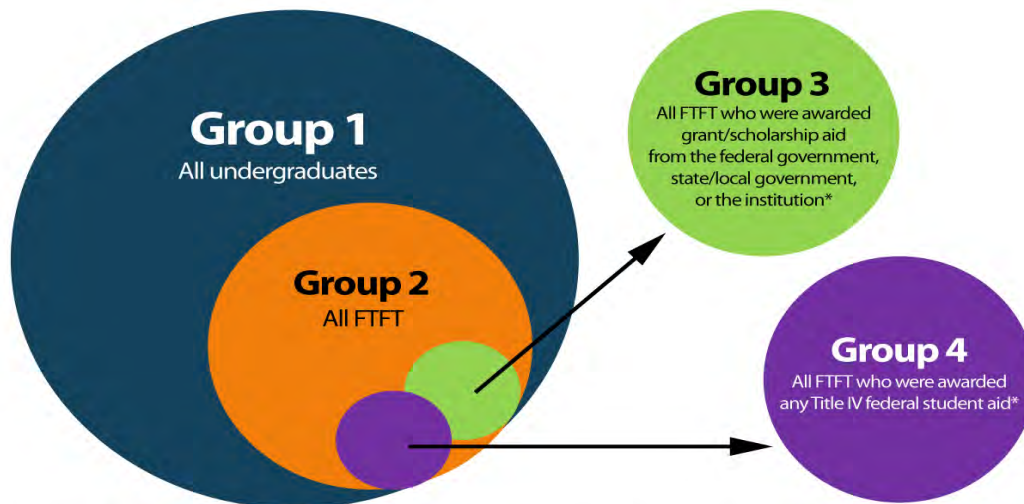 Group 1
All undergraduates
Group 2
All FTFT
Group 3
All FTFT who were awarded
grant/scholarship aid
from the federal government,
state/local government,
or the institution*
Group 4
All FTFT who were awarded
any Title IV federal student aid*